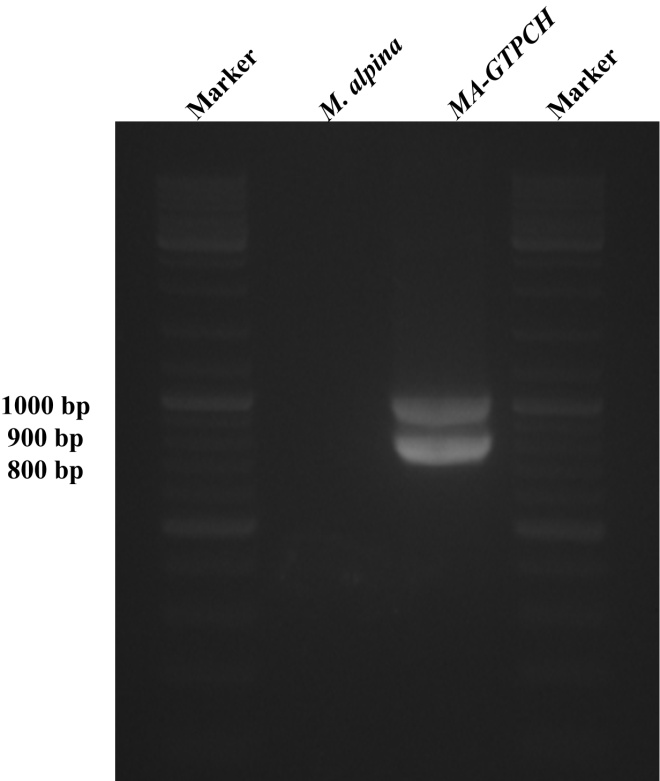 Marker
M. alpina
MA-GTPCH
Marker
1000 bp
900 bp
800 bp